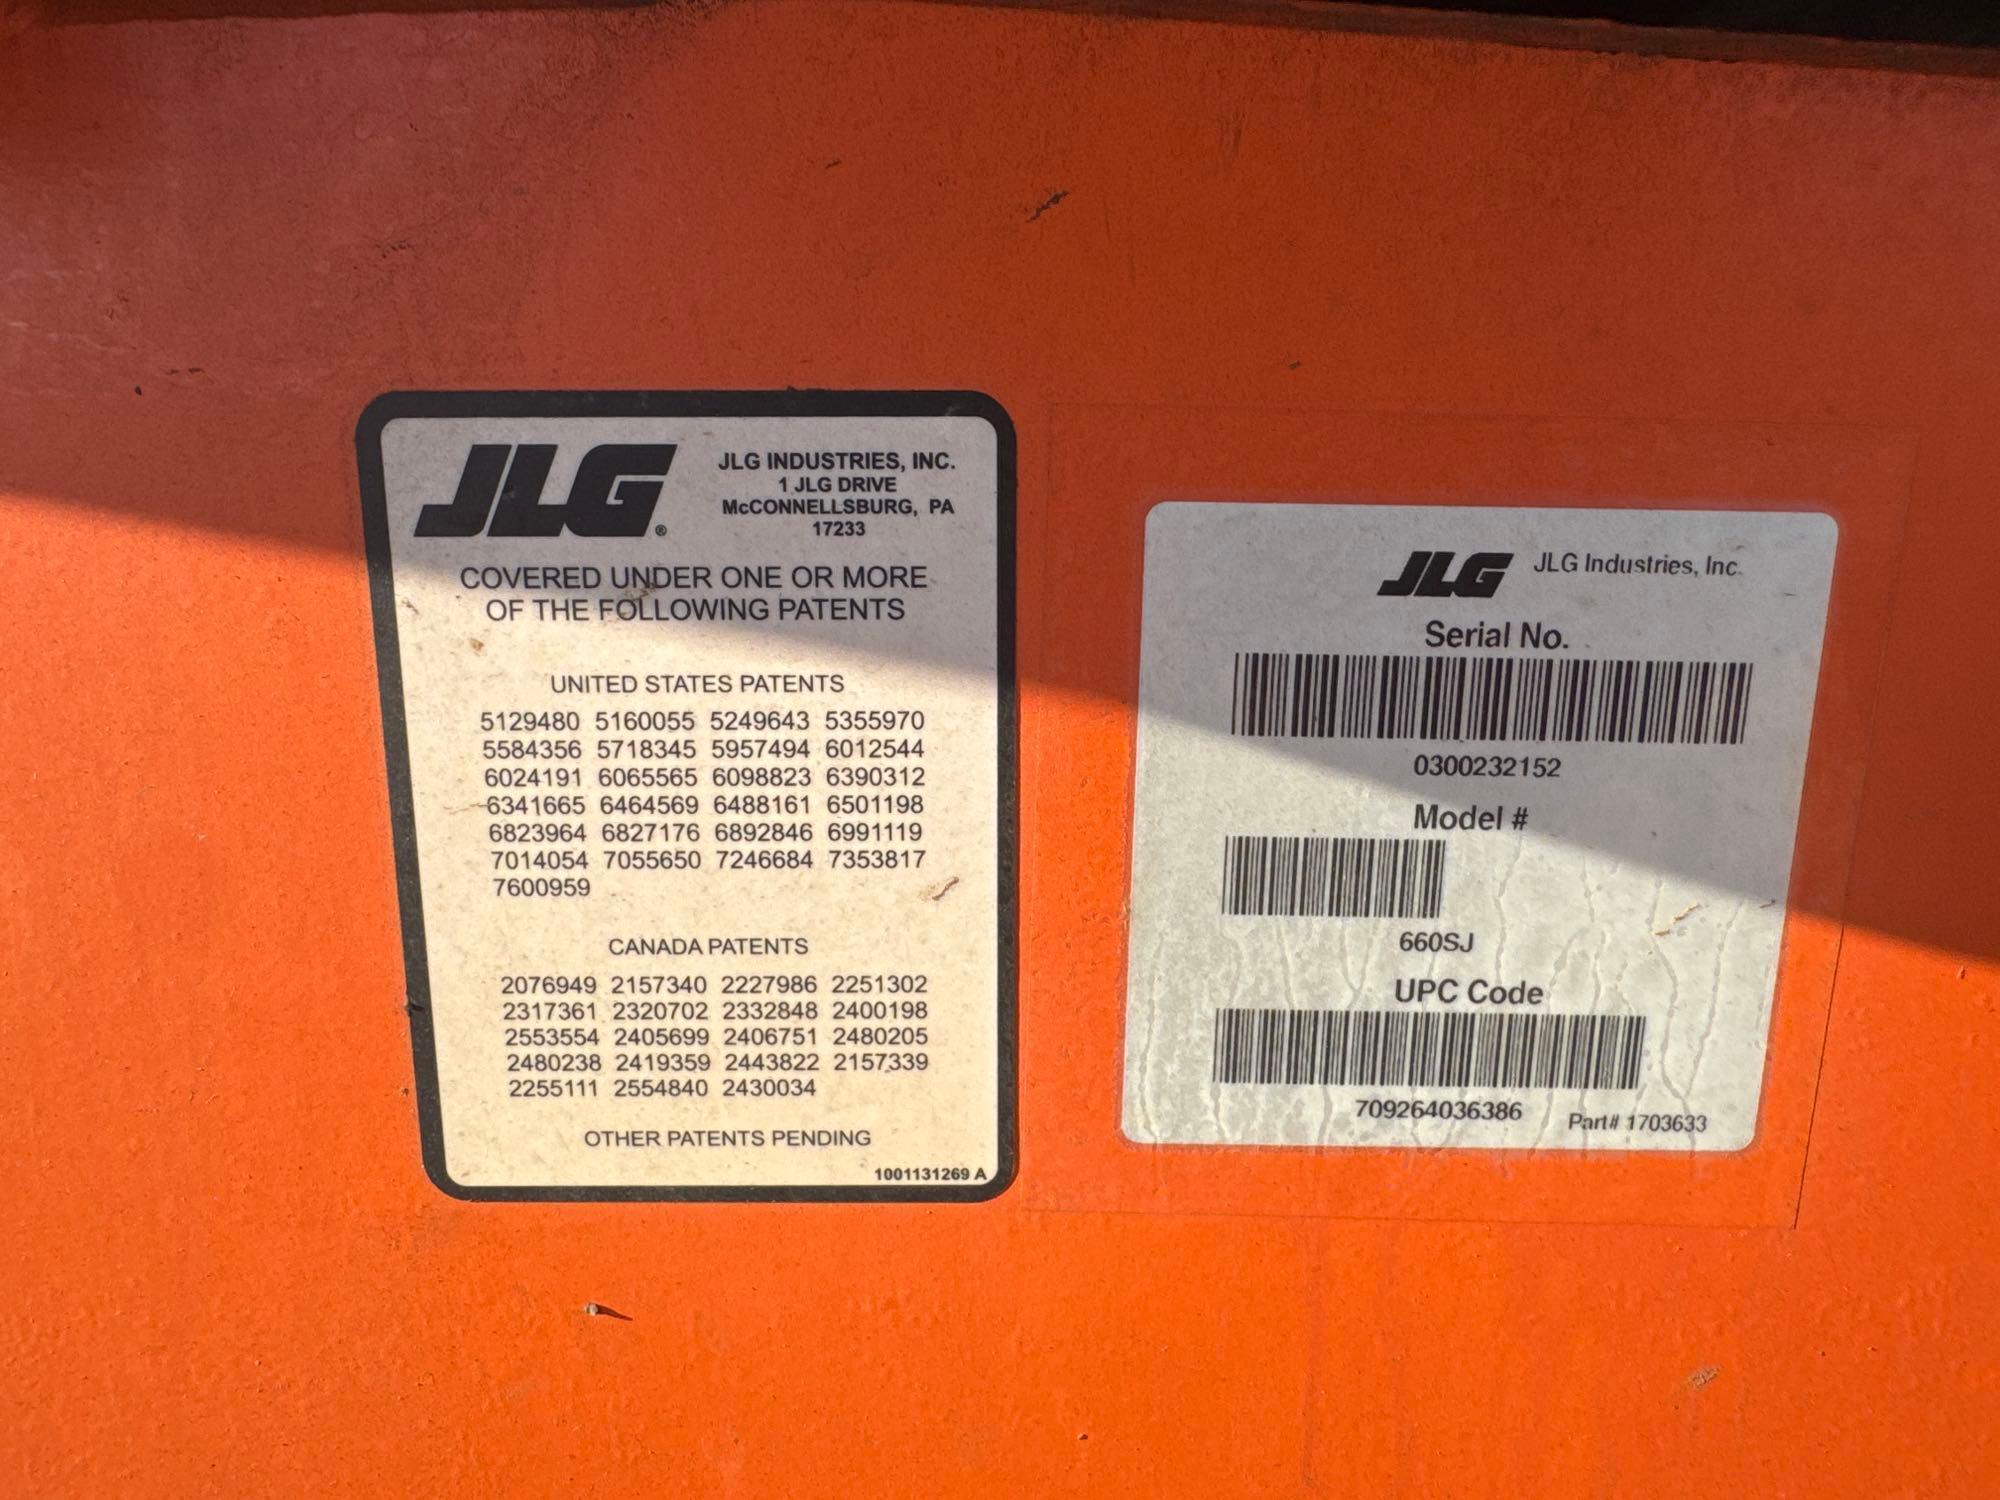 JLG®
JLG INDUSTRIES, INC.
1 JLG DRIVE
McCONNELLSBURG, PA
17233
COVERED UNDER ONE OR MORE
OF THE FOLLOWING PATENTS
UNITED STATES PATENTS
5129480 5160055 5249643 5355970
5584356 5718345 5957494 6012544
6024191 6065565 6098823 6390312
6341665 6464569 6488161 6501198
6823964 6827176 6892846 6991119
7014054 7055650 7246684 7353817
7600959
CANADA PATENTS
2076949 2157340 2227986 2251302
2317361 2320702 2332848 2400198
2553554 2405699 2406751 2480205
2480238 2419359 2443822 2157339
2255111 2554840 2430034
OTHER PATENTS PENDING
1001131269 A
JLG JLG Industries, Inc.
Serial No.
0300232152
Model #
660SJ
UPC Code
709264036386
Part# 1703633